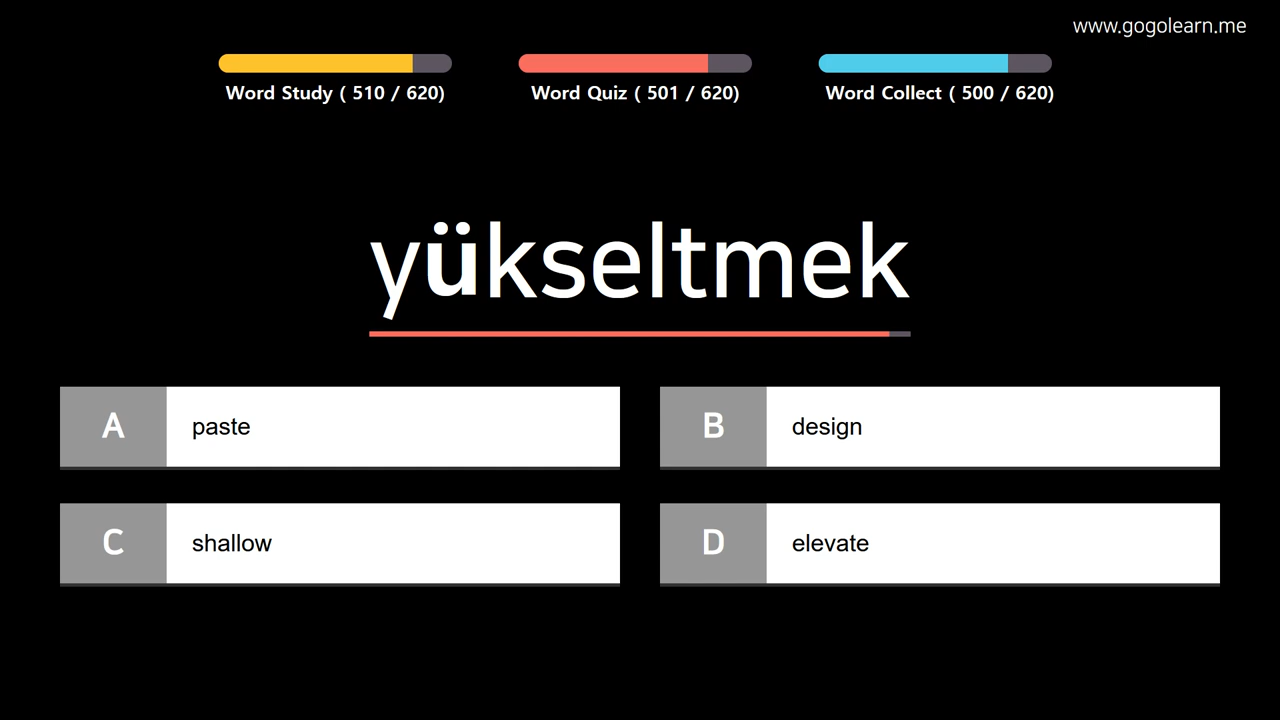 www.gogolearn.me
Word Study ( 510 / 620)
Word Quiz ( 501 / 620)
Word Collect ( 500 / 620)
yükseltmek
A paste
B design
C shallow
D elevate